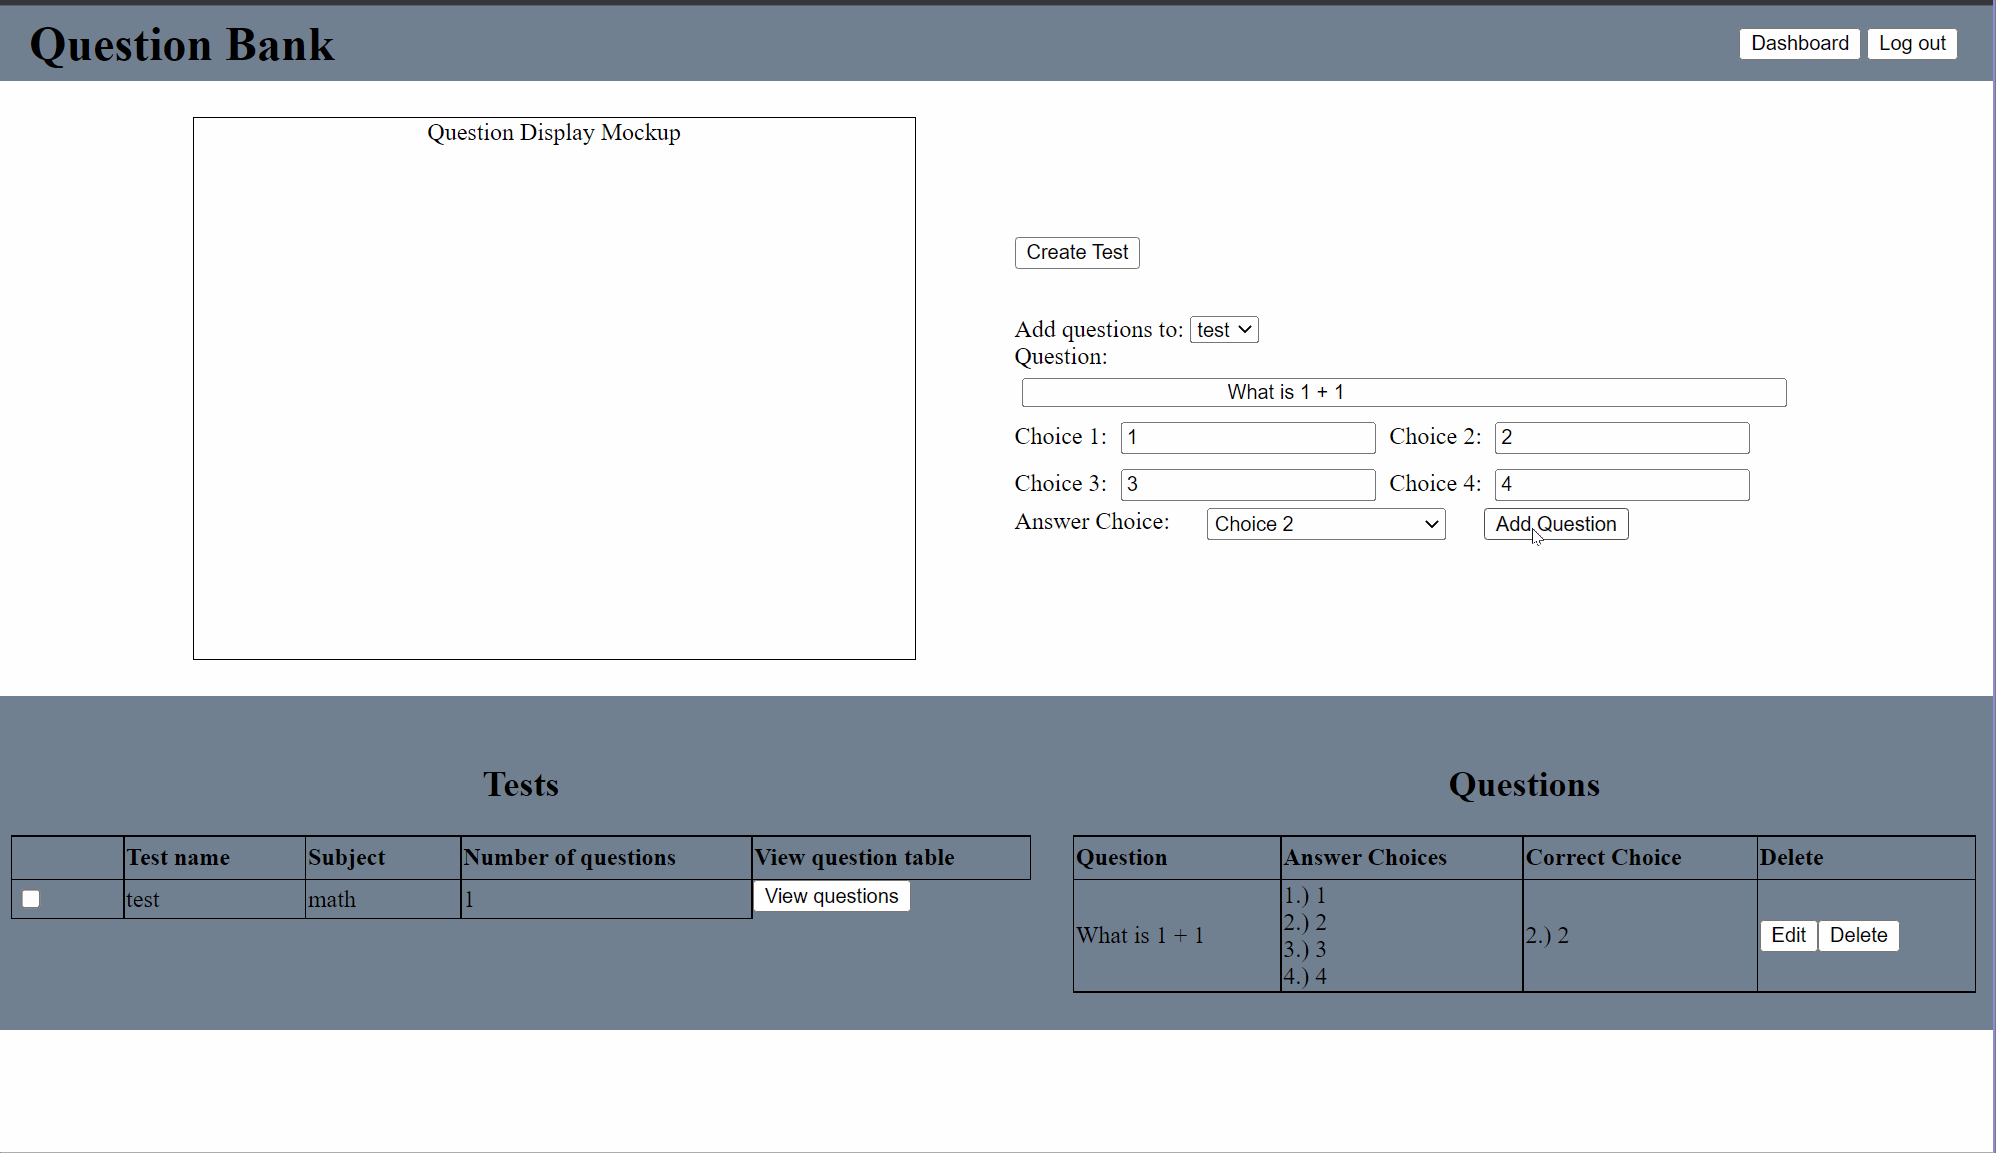 Question Bank
Dashboard Log out
Question Display Mockup
Create Test
Add questions to: test
Question:
What is 1 + 1
Choice 1: 1 Choice 2: 2
Choice 3: 3 Choice 4: 4
Answer Choice: Choice 2 Add Question
Tests
Test name Subject Number of questions View question table
test math 1 View questions
Questions
Question Answer Choices Correct Choice Delete
What is 1 + 1
1.) 1
2.) 2
3.) 3
4.) 4
2.) 2
Edit Delete